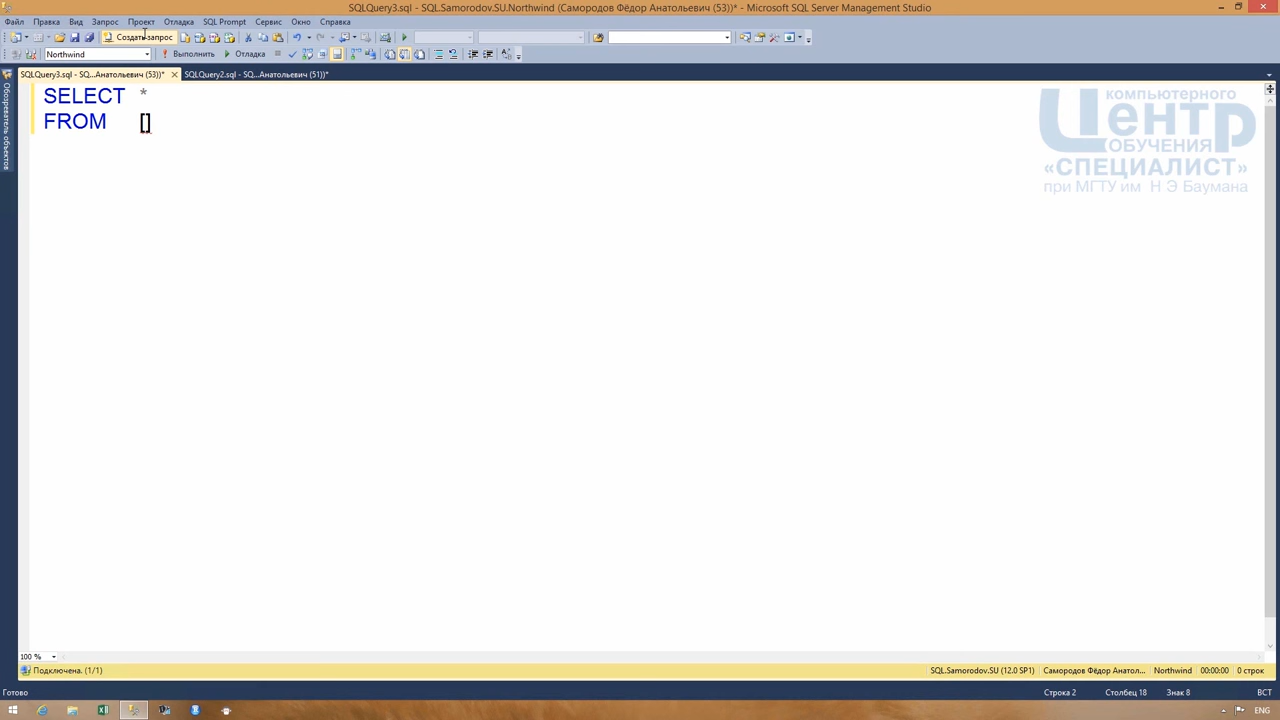 SQLQuery3.sql - SQL.Samorodov.SU.Northwind (Самородов Фёдор Анатольевич (53))* - Microsoft SQL Server Management Studio
Файл Правка Вид Запрос Проект Отладка SQL Prompt Сервис Окно Справка
Создать запрос
Northwind Выполнить Отладка
SQLQuery3.sql - SQ...Анатольевич (53))* SQLQuery2.sql - SQ...Анатольевич (51))*
Обозреватель объектов
SELECT *
FROM []
компьютерного
Центр
ОБУЧЕНИЯ
«СПЕЦИАЛИСТ»
при МГТУ им Н Э Баумана
100 %
Подключена. (1/1) SQL.Samorodov.SU (12.0 SP1) Самородов Фёдор Анатол... Northwind 00:00:00 0 строк
Готово Строка 2 Столбец 18 Знак 8 ВСТ
ENG